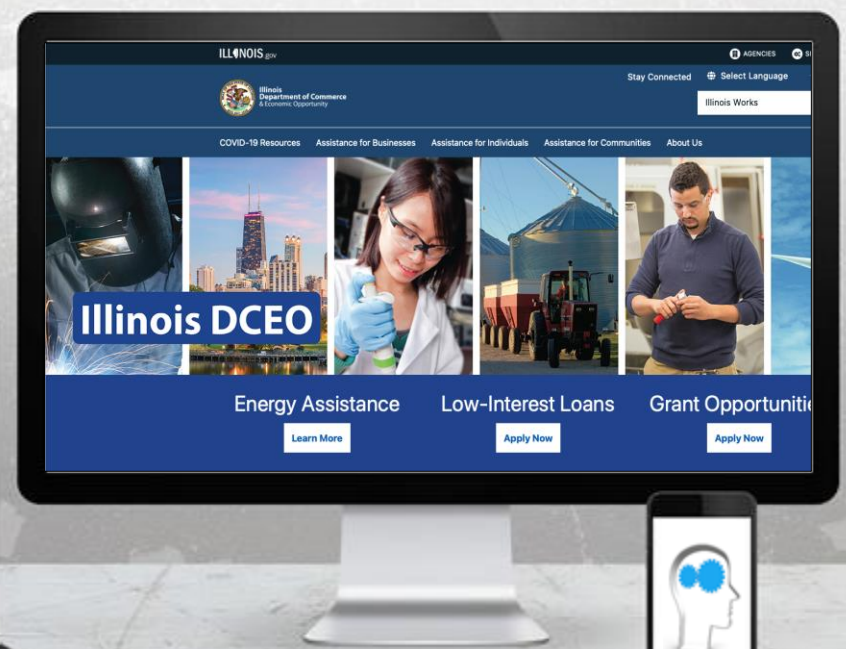 ILLINOIS.gov
AGENCIES
Stay Connected
Select Language
Illinois
Department of Commerce
& Economic Opportunity
Illinois Works
COVID-19 Resources Assistance for Businesses Assistance for Individuals Assistance for Communities About Us
Illinois DCEO
Energy Assistance Low-Interest Loans Grant Opportuniti
Learn More Apply Now Apply Now